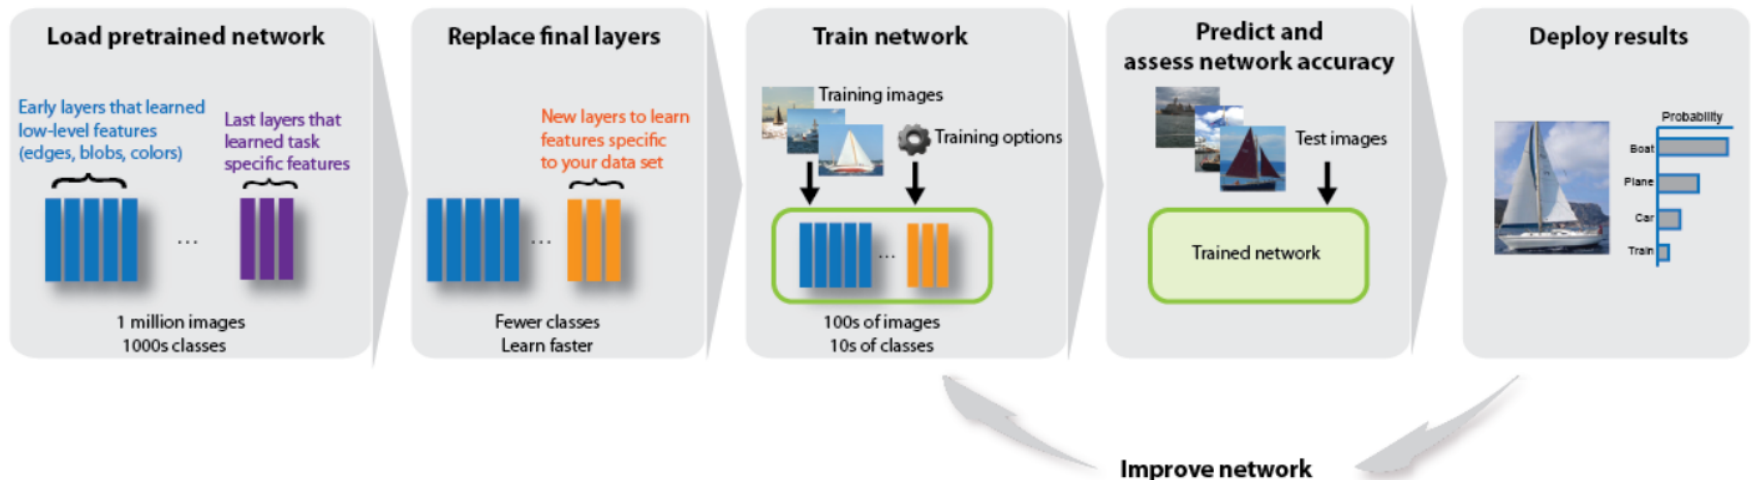 Load pretrained network
Early layers that learned
low-level features
(edges, blobs, colors)
Last layers that
learned task
specific features
...
1 million images
1000s classes
Replace final layers
New layers to learn
features specific
to your data set
...
Fewer classes
Learn faster
Train network
Training images
Training options
...
100s of images
10s of classes
Predict and
assess network accuracy
Test images
Trained network
Deploy results
Probability
Boat
Plane
Car
Train
Improve network